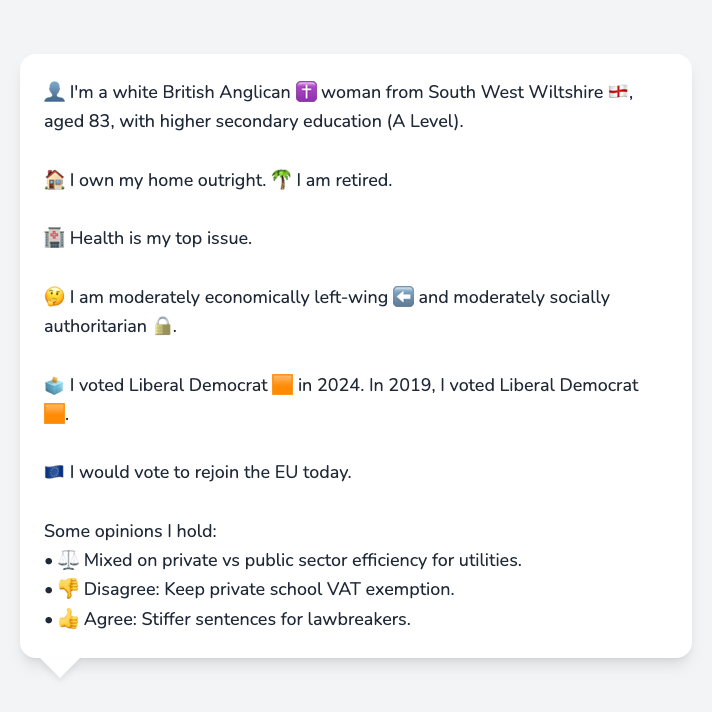 👤 I'm a white British Anglican ✝️ woman from South West Wiltshire 🏴󠁧󠁢󠁥󠁮󠁧󠁿,
aged 83, with higher secondary education (A Level).
🏠 I own my home outright. 🌴 I am retired.
🏥 Health is my top issue.
🤔 I am moderately economically left-wing ⬅️ and moderately socially
authoritarian 🔒.
🗳️ I voted Liberal Democrat 🟧 in 2024. In 2019, I voted Liberal Democrat
🟧.
🇪🇺 I would vote to rejoin the EU today.
Some opinions I hold:
• ⚖️ Mixed on private vs public sector efficiency for utilities.
• 👎 Disagree: Keep private school VAT exemption.
• 👍 Agree: Stiffer sentences for lawbreakers.